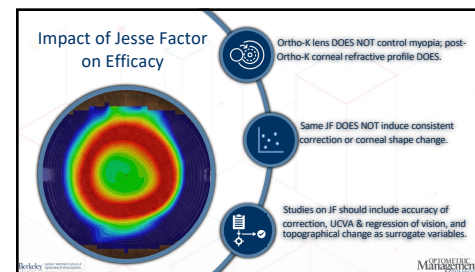 Impact of Jesse Factor
on Efficacy
Ortho-K lens DOES NOT control myopia; post-
Ortho-K corneal refractive profile DOES.
Same JF DOES NOT induce consistent
correction or corneal shape change.
Studies on JF should include accuracy of
correction, UCVA & regression of vision, and
topographical change as surrogate variables.
Berkeley
OPTOMETRIC
Management